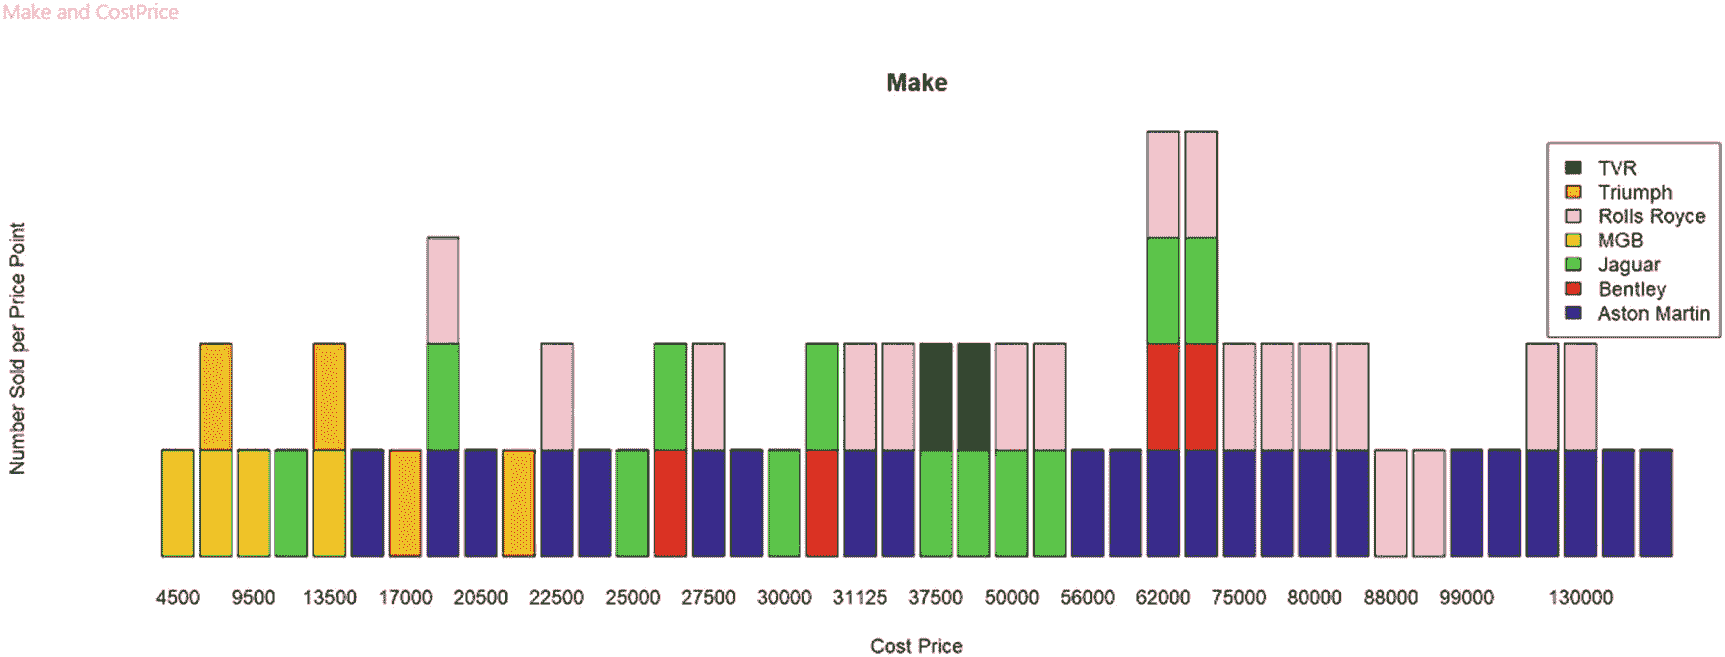 Make and CostPrice
Make
Number Sold per Price Point
TVR
Triumph
Rolls Royce
MGB
Jaguar
Bentley
Aston Martin
4500 9500 13500 17000 20500 22500 25000 27500 30000 31125 37500 50000 56000 62000 75000 80000 88000 99000 130000
Cost Price